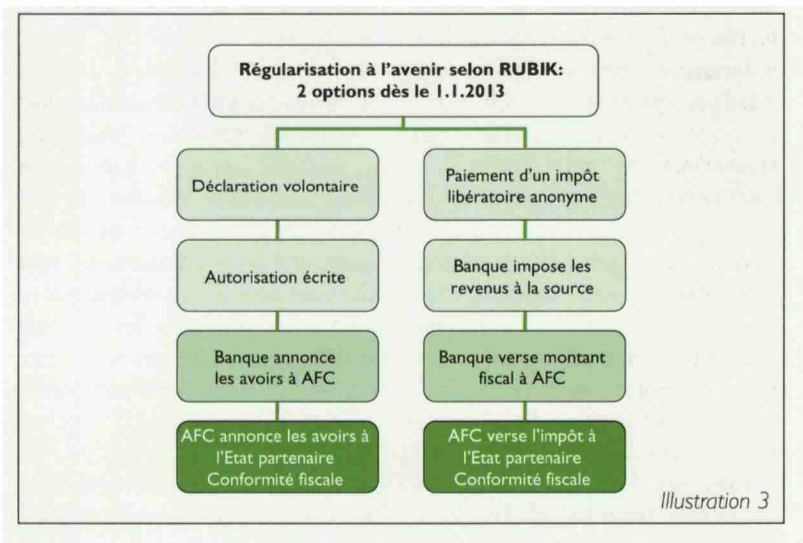 Régularisation à l'avenir selon RUBIK:
2 options dès le 1.1.2013
Déclaration volontaire
Autorisation écrite
Banque annonce
les avoirs à AFC
AFC annonce les avoirs à
l'Etat partenaire
Conformité fiscale
Paiement d'un impôt
libératoire anonyme
Banque impose les
revenus à la source
Banque verse montant
fiscal à AFC
AFC verse l'impôt à
l'Etat partenaire
Conformité fiscale
Illustration 3